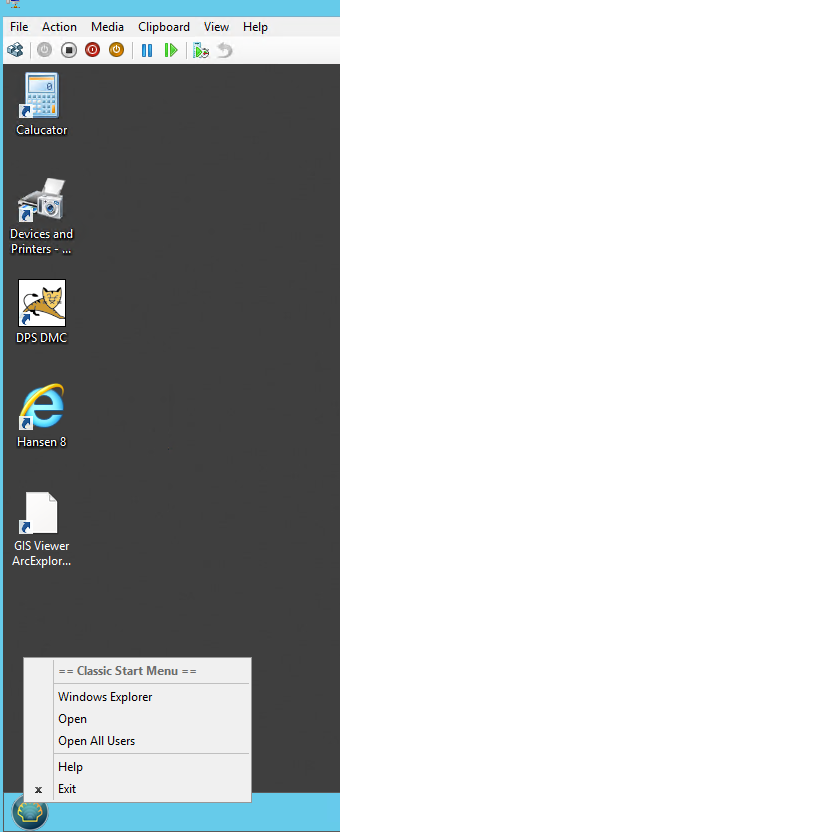 File Action Media Clipboard View Help
Calucator
Devices and
Printers - ...
DPS DMC
Hansen 8
GIS Viewer
ArcExplor...
== Classic Start Menu ==
Windows Explorer
Open
Open All Users
Help
x Exit